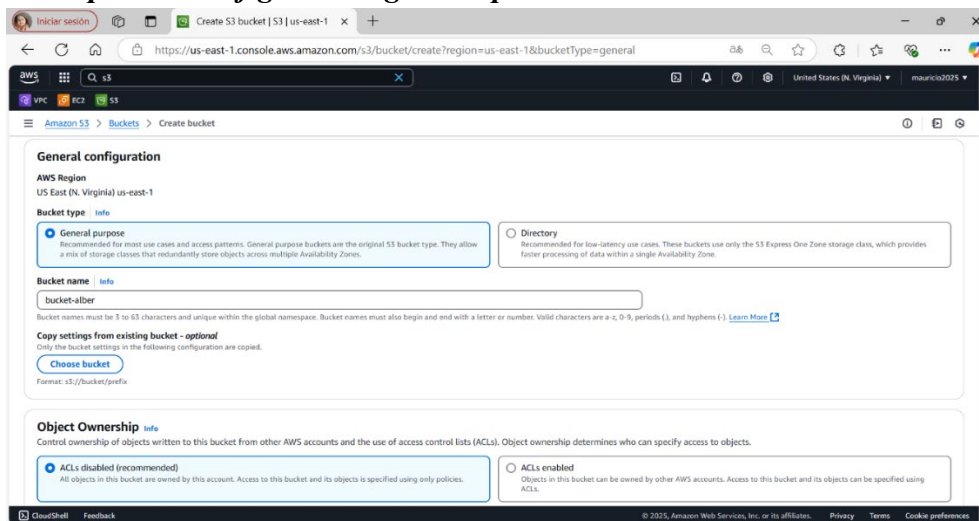 Iniciar sesión
Create S3 bucket | S3 | us-east-1
https://us-east-1.console.aws.amazon.com/s3/bucket/create?region=us-east-1&bucketType=general
aws
s3
United States (N. Virginia)
mauricio2025
VPC EC2 S3
Amazon S3 > Buckets > Create bucket
General configuration
AWS Region
US East (N. Virginia) us-east-1
Bucket type Info
General purpose
Recommended for most use cases and access patterns. General purpose buckets are the original S3 bucket type. They allow
a mix of storage classes that redundantly store objects across multiple Availability Zones.
Directory
Recommended for low-latency use cases. These buckets use only the S3 Express One Zone storage class, which provides
faster processing of data within a single Availability Zone.
Bucket name Info
bucket-alber
Bucket names must be 3 to 63 characters and unique within the global namespace. Bucket names must also begin and end with a letter or number. Valid characters are a-z, 0-9, periods (.), and hyphens (-). Learn More
Copy settings from existing bucket - optional
Only the bucket settings in the following configuration are copied.
Choose bucket
Format: s3://bucket/prefix
Object Ownership Info
Control ownership of objects written to this bucket from other AWS accounts and the use of access control lists (ACLs). Object ownership determines who can specify access to objects.
ACLs disabled (recommended)
All objects in this bucket are owned by this account. Access to this bucket and its objects is specified using only policies.
ACLs enabled
Objects in this bucket can be owned by other AWS accounts. Access to this bucket and its objects can be specified using
ACLs.
CloudShell Feedback
© 2025, Amazon Web Services, Inc. or its affiliates. Privacy Terms Cookie preferences